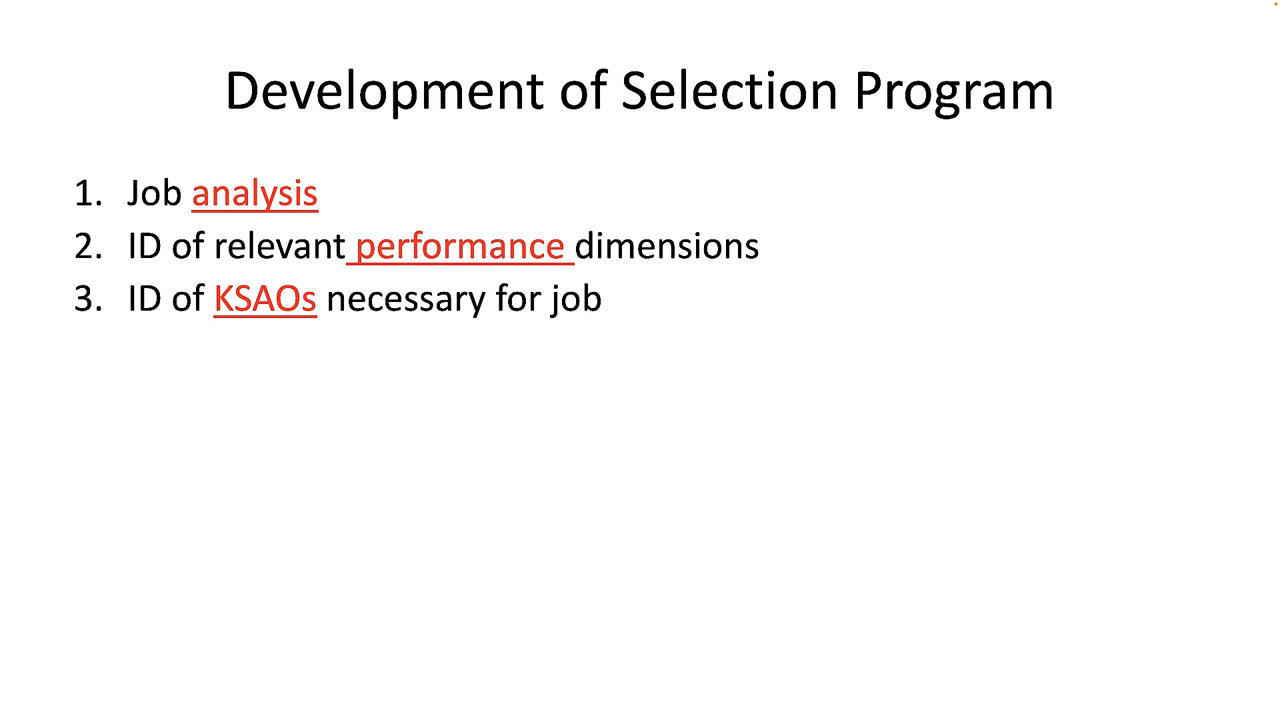 Development of Selection Program
1. Job analysis
2. ID of relevant performance dimensions
3. ID of KSAOs necessary for job